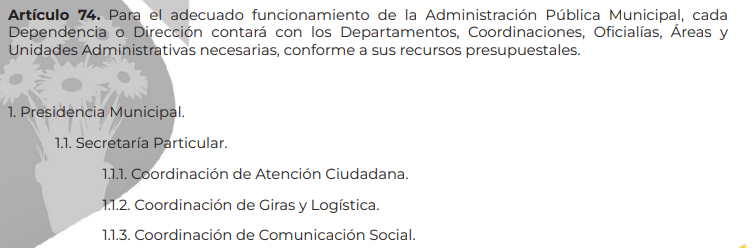 Artículo 74. Para el adecuado funcionamiento de la Administración Pública Municipal, cada
Dependencia o Dirección contará con los Departamentos, Coordinaciones, Oficialías, Áreas y
Unidades Administrativas necesarias, conforme a sus recursos presupuestales.
1. Presidencia Municipal.
1.1. Secretaría Particular.
1.1.1. Coordinación de Atención Ciudadana.
1.1.2. Coordinación de Giras y Logística.
1.1.3. Coordinación de Comunicación Social.